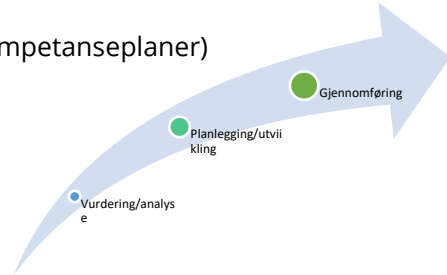 mpetanseplaner)
Gjennomføring
Planlegging/utvii
kling
Vurdering/analys
e